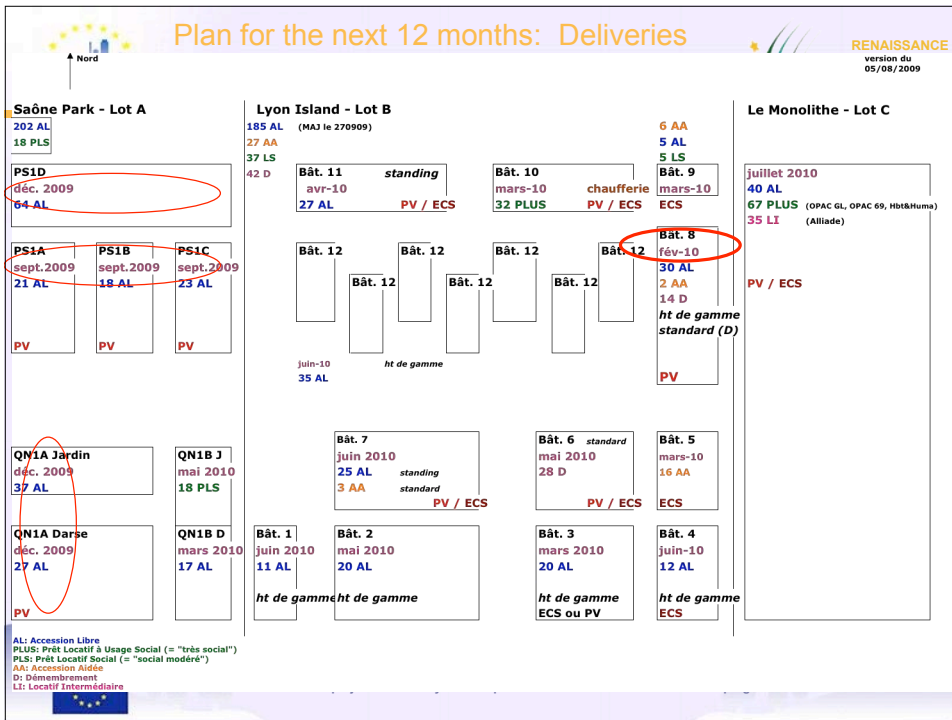 Plan for the next 12 months: Deliveries
RENAISSANCE
Nord
version du
05/08/2009
Saône Park - Lot A
202 AL
18 PLS
PS1D
déc. 2009
64 AL
PS1A
sept.2009
21 AL
PV
PS1B
sept.2009
18 AL
PV
PS1C
sept.2009
23 AL
PV
QN1A Jardin
déc. 2009
37 AL
QN1B J
mai 2010
18 PLS
QN1A Darse
déc. 2009
27 AL
PV
QN1B D
mars 2010
17 AL
Lyon Island - Lot B
185 AL (MAJ le 270909)
27 AA
37 LS
42 D
Bât. 11 standing
avr-10
27 AL PV / ECS
Bât. 10
mars-10 chaufferie
32 PLUS PV / ECS
6 AA
5 AL
5 LS
Bât. 9
mars-10
ECS
Bât. 12 Bât. 12 Bât. 12 Bât. 12
Bât. 12 Bât. 12 Bât. 12
juin-10 ht de gamme
35 AL
Bât. 8
fév-10
30 AL
2 AA
14 D
ht de gamme
standard (D)
PV
Bât. 7
juin 2010
25 AL standing
3 AA standard
PV / ECS
Bât. 6 standard
mai 2010
28 D
PV / ECS
Bât. 5
mars-10
16 AA
ECS
Bât. 1
juin 2010
11 AL
ht de gamme
Bât. 2
mai 2010
20 AL
ht de gamme
Bât. 3
mars 2010
20 AL
ht de gamme
ECS ou PV
Bât. 4
juin-10
12 AL
ht de gamme
ECS
Le Monolithe - Lot C
juillet 2010
40 AL
67 PLUS (OPAC GL, OPAC 69, Hbt&Huma)
35 LI (Alliade)
PV / ECS
AL: Accession Libre
PLUS: Prêt Locatif à Usage Social (= "très social")
PLS: Prêt Locatif Social (= "social modéré")
AA: Accession Aidée
D: Démembrement
LI: Locatif Intermédiaire